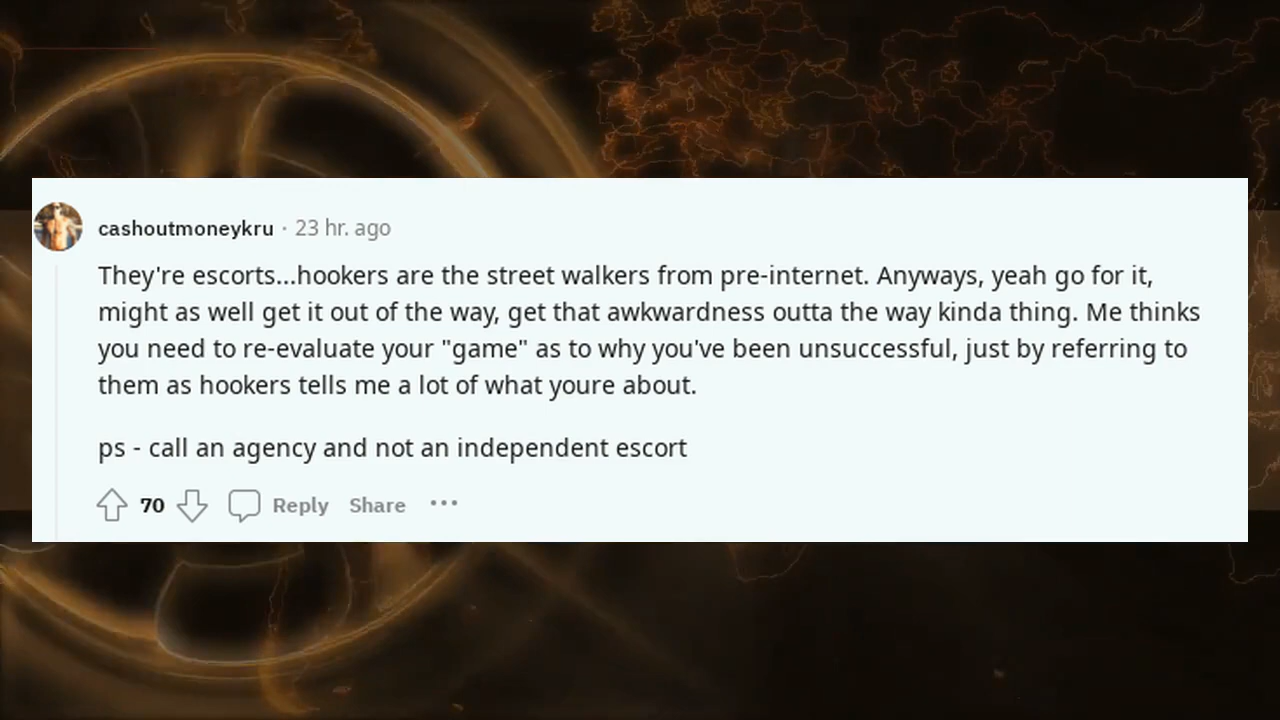 cashoutmoneykru · 23 hr. ago
They're escorts...hookers are the street walkers from pre-internet. Anyways, yeah go for it,
might as well get it out of the way, get that awkwardness outta the way kinda thing. Me thinks
you need to re-evaluate your "game" as to why you've been unsuccessful, just by referring to
them as hookers tells me a lot of what youre about.
ps - call an agency and not an independent escort
70 Reply Share ...